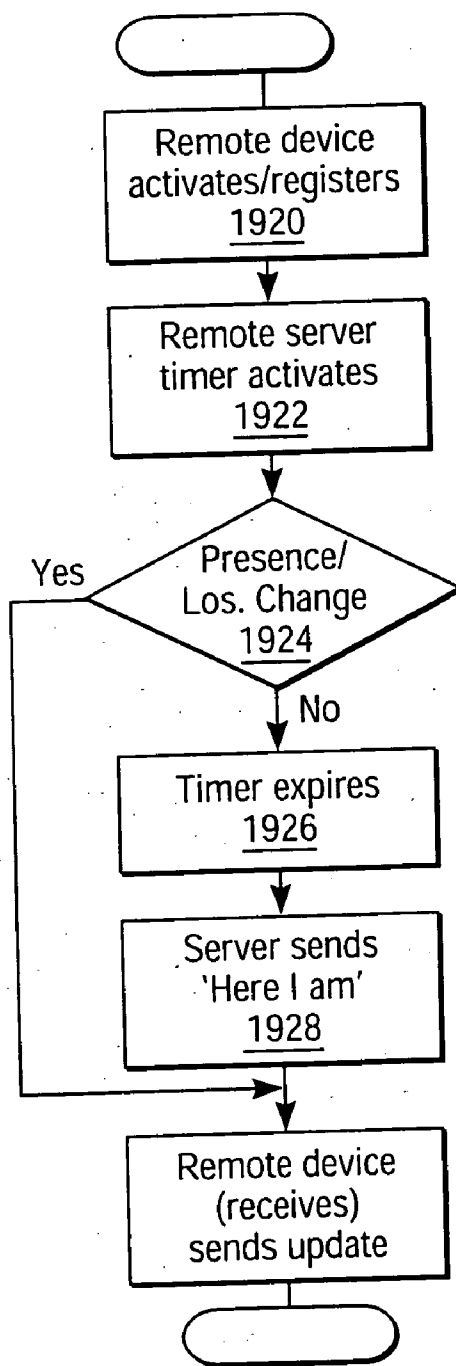 Remote device
activates/registers
1920
Remote server
timer activates
1922
Presence/
Los. Change
1924
Yes
No
Timer expires
1926
Server sends
'Here I am'
1928
Remote device
(receives)
sends update